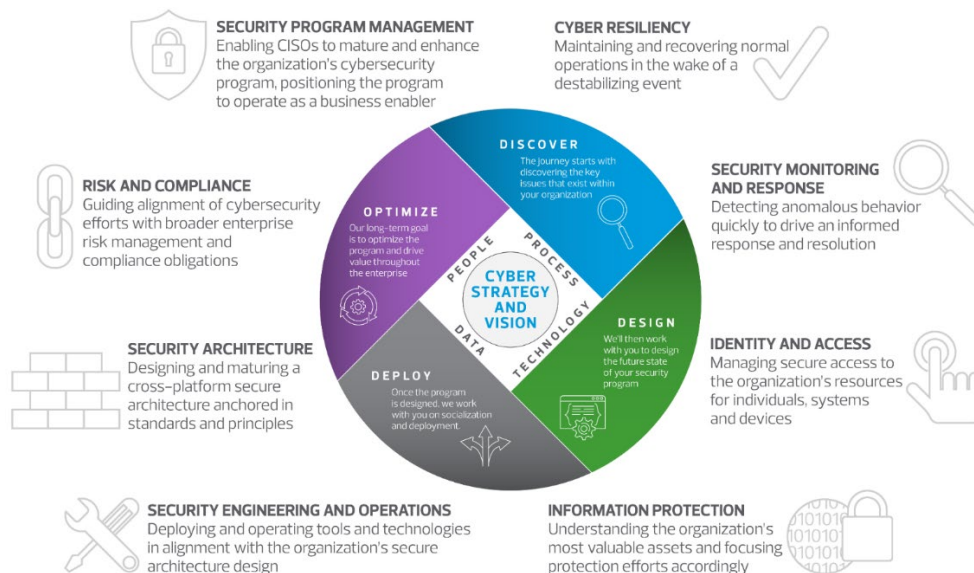 SECURITY PROGRAM MANAGEMENT
Enabling CISOs to mature and enhance
the organization's cybersecurity
program, positioning the program
to operate as a business enabler
CYBER RESILIENCY
Maintaining and recovering normal
operations in the wake of a
destabilizing event
RISK AND COMPLIANCE
Guiding alignment of cybersecurity
efforts with broader enterprise
risk management and
compliance obligations
SECURITY MONITORING
AND RESPONSE
Detecting anomalous behavior
quickly to drive an informed
response and resolution
SECURITY ARCHITECTURE
Designing and maturing a
cross-platform secure
architecture anchored in
standards and principles
IDENTITY AND ACCESS
Managing secure access to
the organization's resources
for individuals, systems
and devices
SECURITY ENGINEERING AND OPERATIONS
Deploying and operating tools and technologies
in alignment with the organization's secure
architecture design
INFORMATION PROTECTION
Understanding the organization's
most valuable assets and focusing
protection efforts accordingly
DISCOVER
The journey starts with
discovering the key
issues that exist within
your organization
OPTIMIZE
Our long-term goal
is to optimize the
program and drive
value throughout
the enterprise
DESIGN
We'll then work
with you to design
the future state
of your security
program
DEPLOY
Once the program
is designed, we work
with you on socialization
and deployment.
PEOPLE
PROCESS
DATA
TECHNOLOGY
CYBER
STRATEGY
AND
VISION
10101
010101
10101
010101